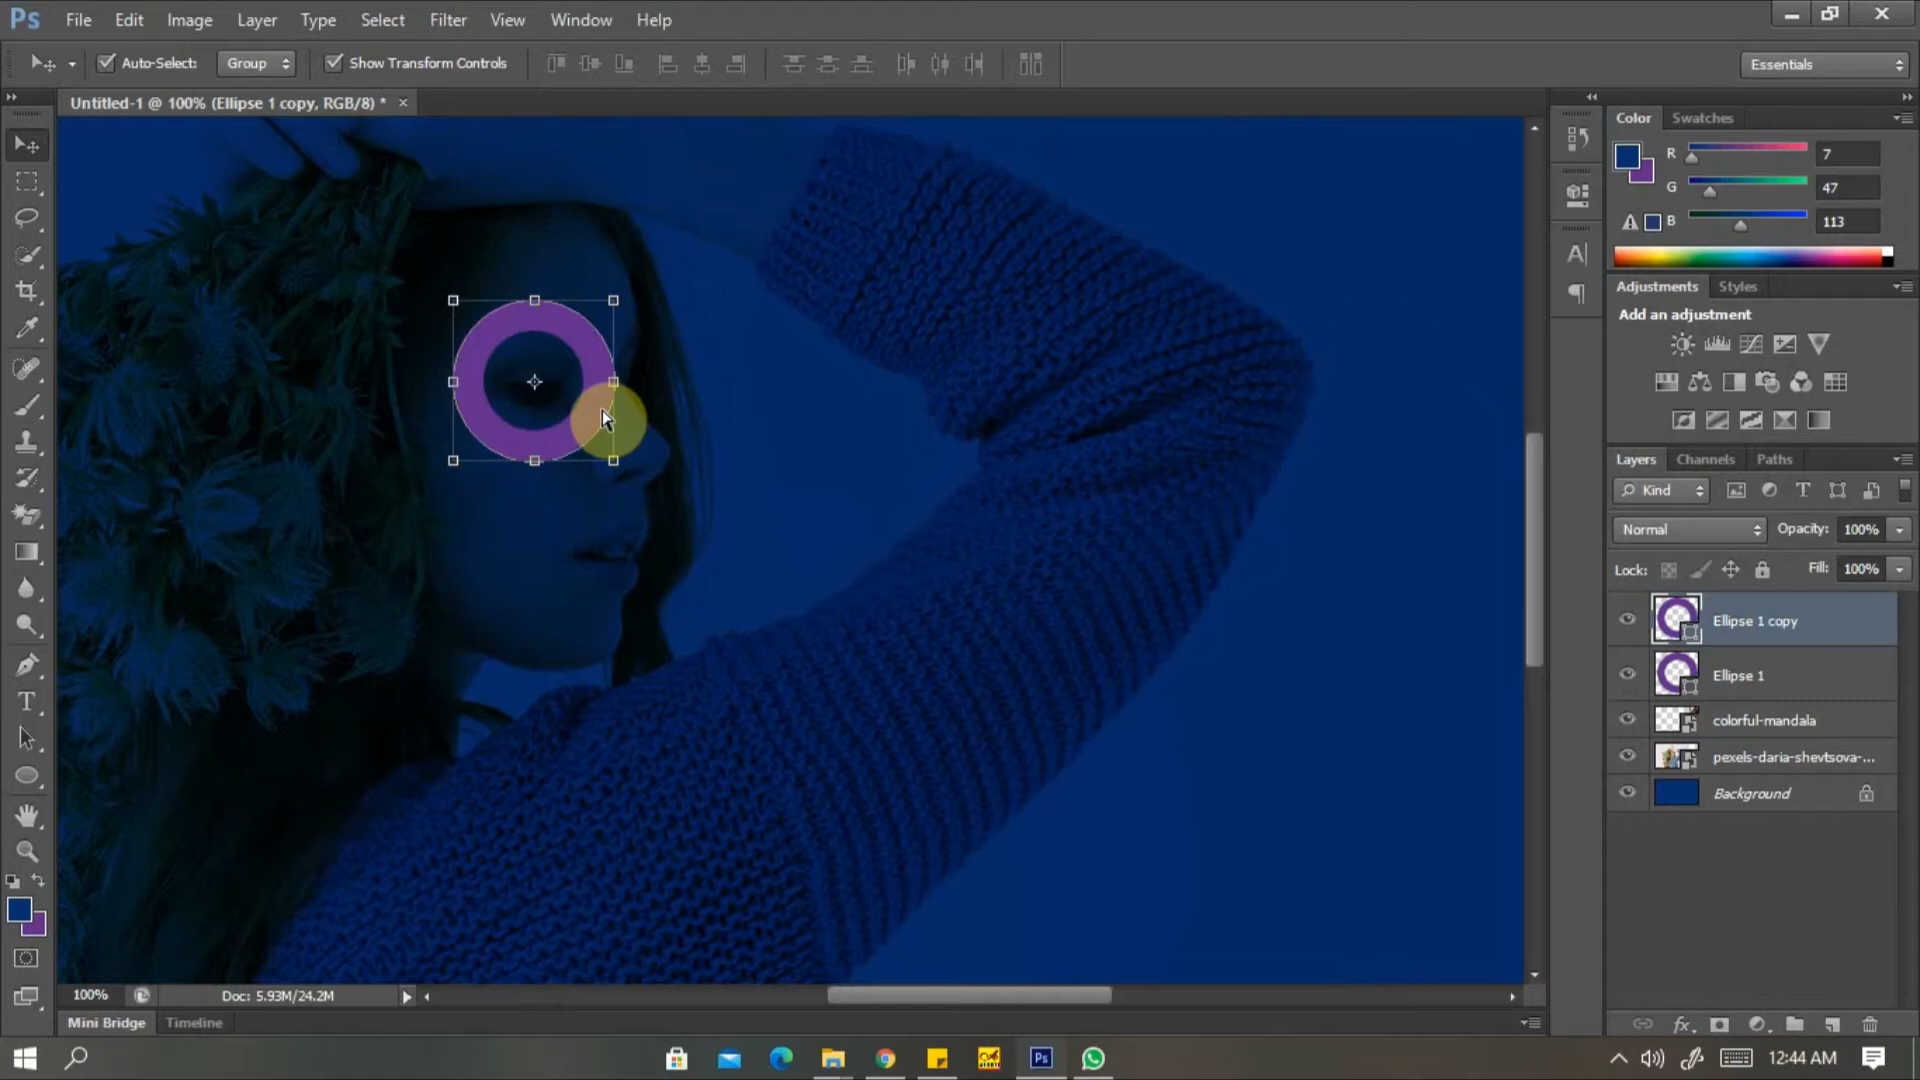 Ps File Edit Image Layer Type Select Filter View Window Help
Auto-Select: Group Show Transform Controls Essentials
Untitled-1 @ 100% (Ellipse 1 copy, RGB/8) * ×
Color Swatches
R 7
G 47
B 113
Adjustments Styles
Add an adjustment
Layers Channels Paths
Kind
Normal Opacity: 100%
Lock: Fill: 100%
Ellipse 1 copy
Ellipse 1
colorful-mandala
pexels-daria-shevtsova-...
Background
100% Doc: 5.93M/24.2M
Mini Bridge Timeline
Ps 12:44 AM